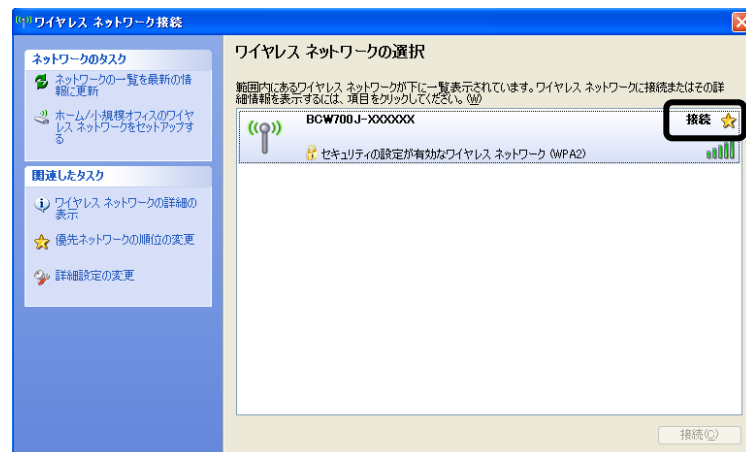 ワイヤレス ネットワーク接続
ネットワークのタスク
ネットワークの一覧を最新の情
報に更新
ホーム/小規模オフィスのワイヤ
レス ネットワークをセットアップす
る
関連したタスク
ワイヤレス ネットワークの詳細の
表示
優先ネットワークの順位の変更
詳細設定の変更
ワイヤレス ネットワークの選択
範囲内にあるワイヤレス ネットワークが下に一覧表示されています。ワイヤレス ネットワークに接続またはその詳
細情報を表示するには、項目をクリックしてください。(W)
BCW700J-XXXXXX
接続
セキュリティの設定が有効なワイヤレス ネットワーク (WPA2)
接続(C)